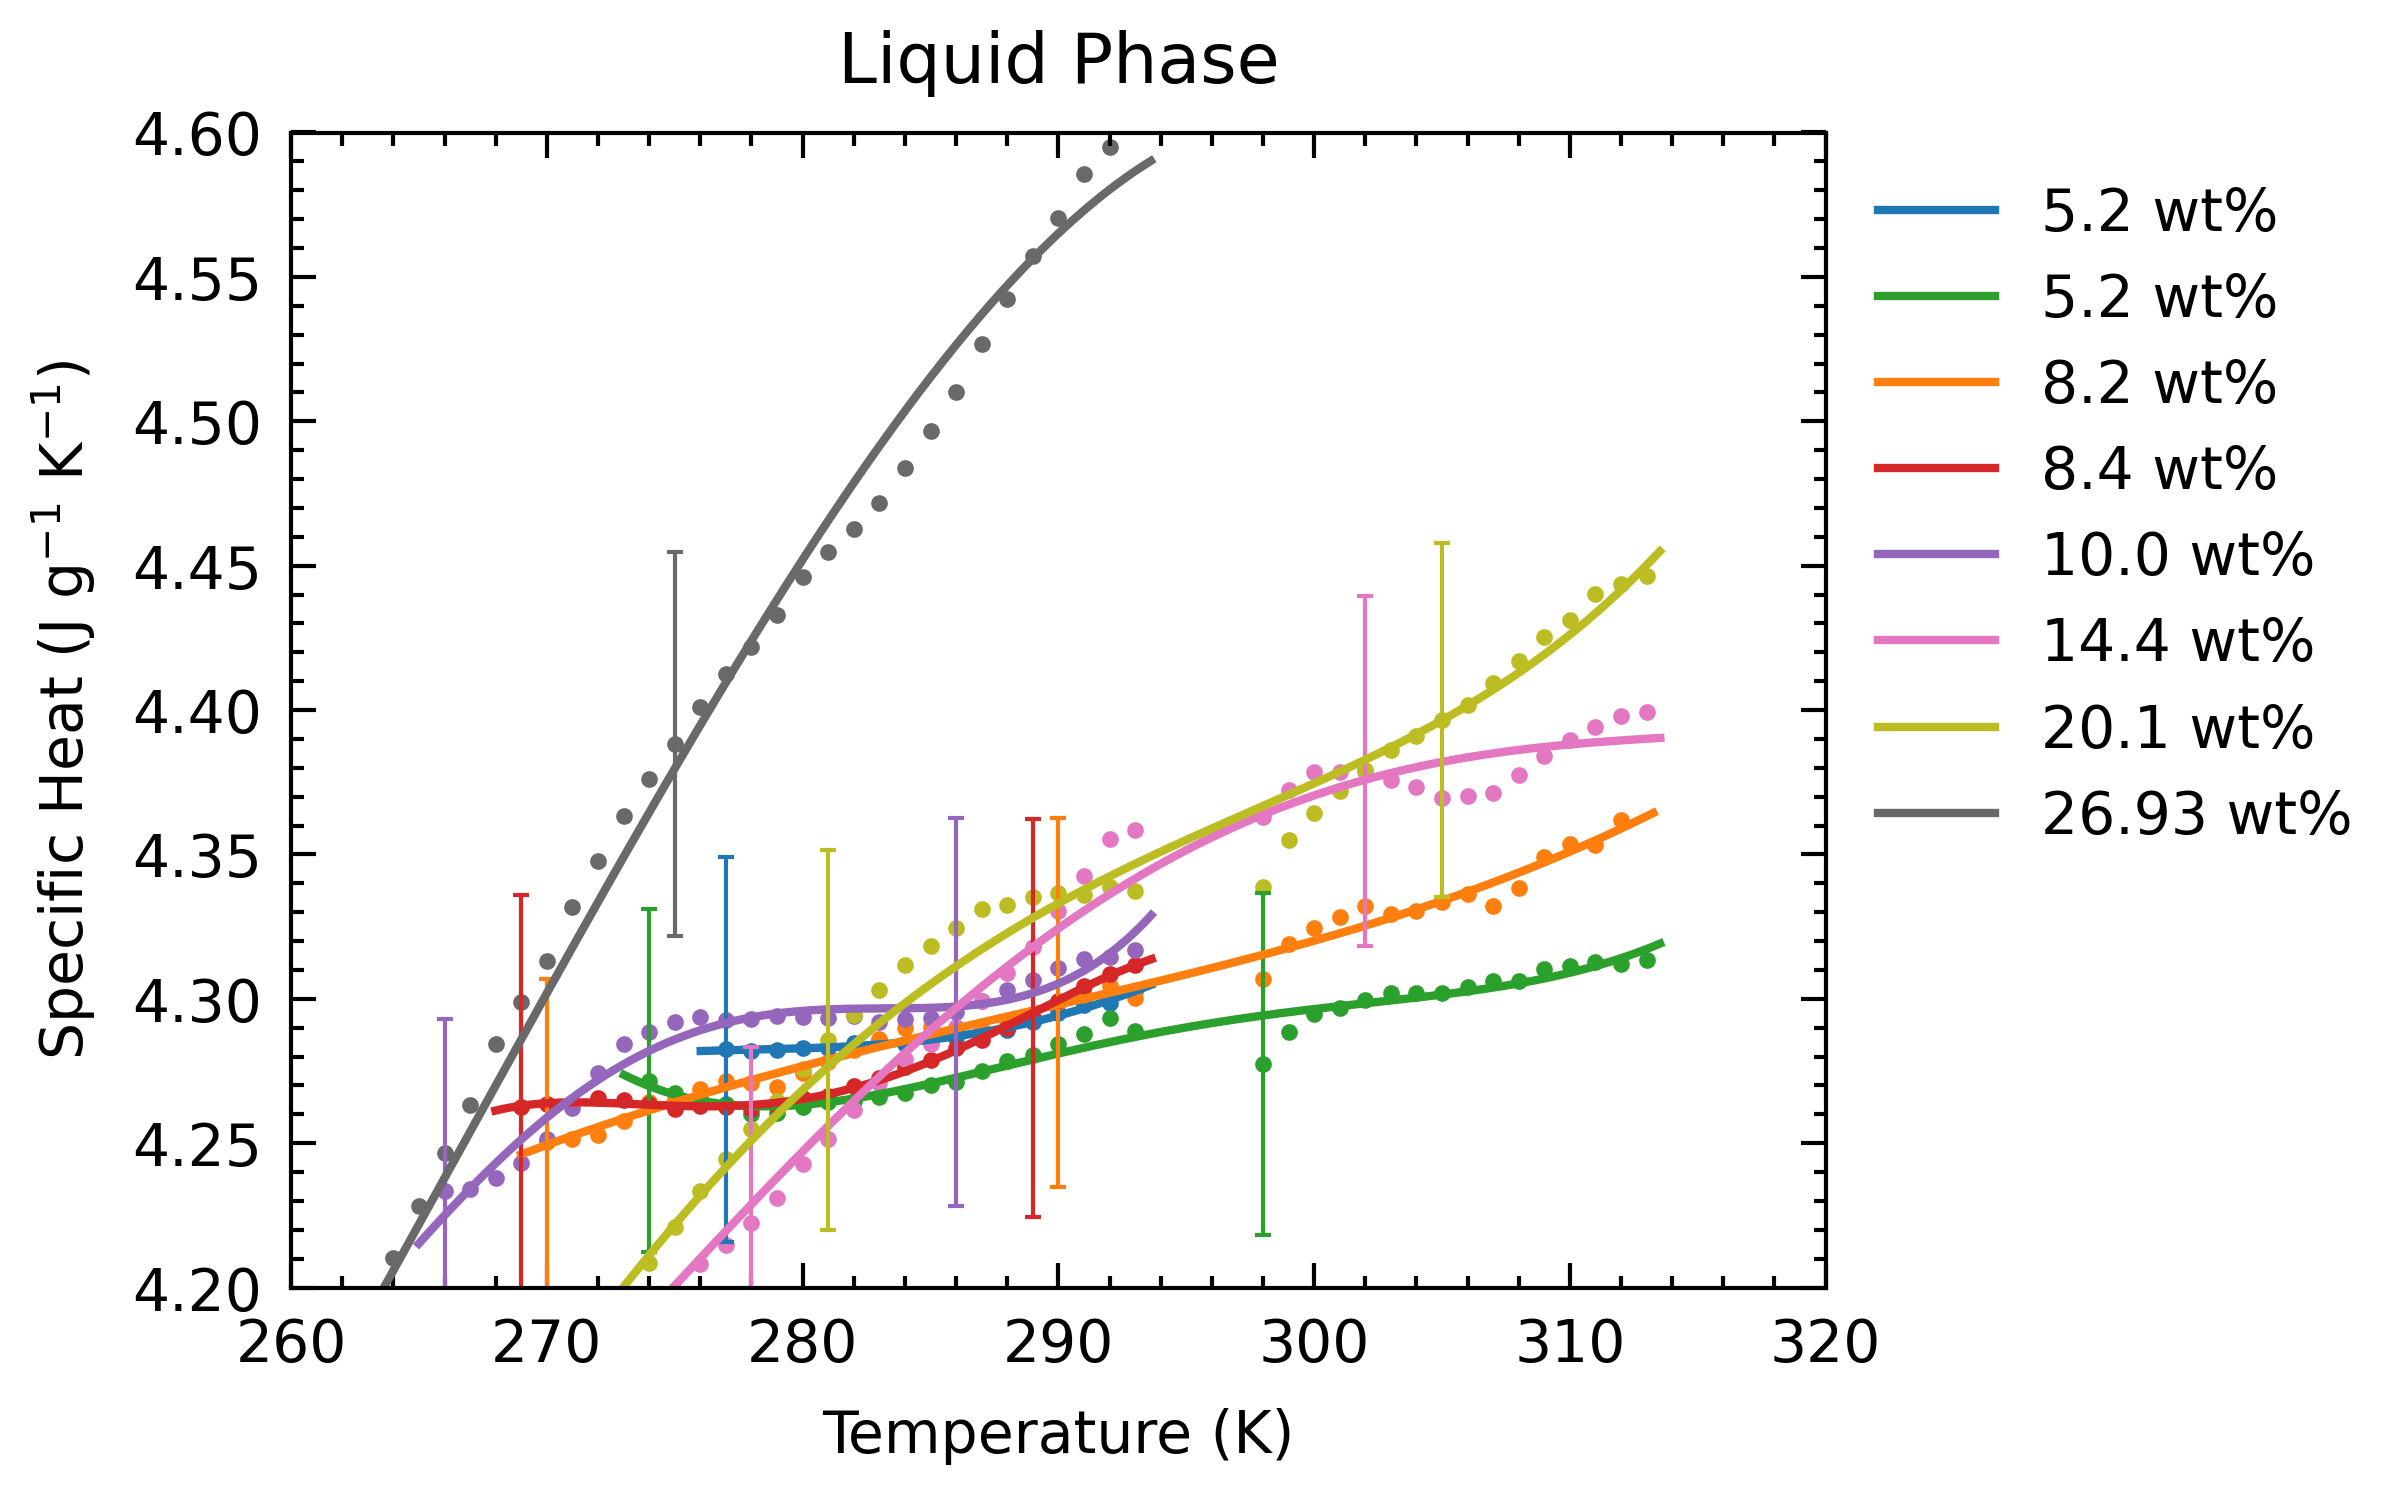 Liquid Phase
4.60
4.55
4.50
4.45
4.40
4.35
4.30
4.25
4.20
Specific Heat (J g⁻¹ K⁻¹)
260 270 280 290 300 310 320
Temperature (K)
5.2 wt%
5.2 wt%
8.2 wt%
8.4 wt%
10.0 wt%
14.4 wt%
20.1 wt%
26.93 wt%